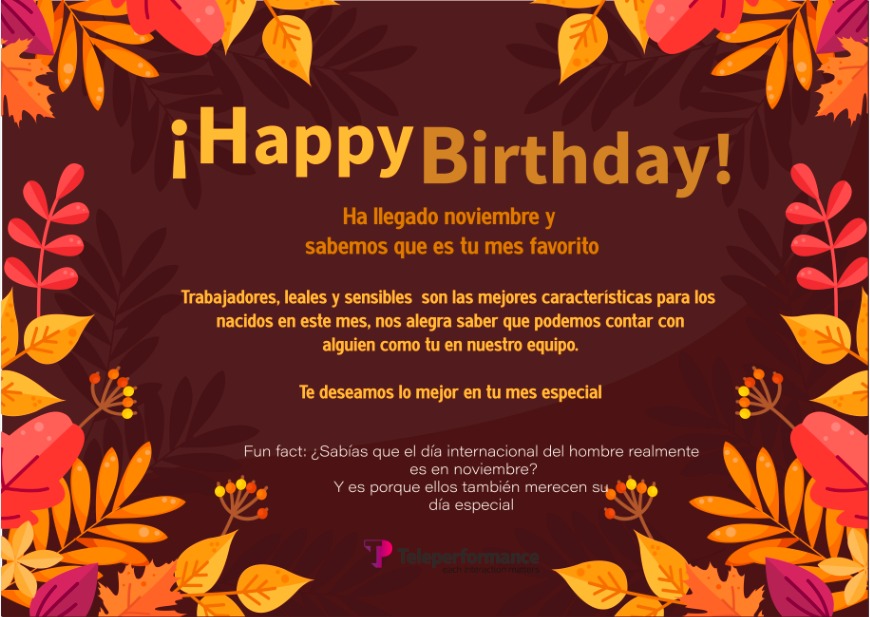 ¡Happy Birthday!
Ha llegado noviembre y
sabemos que es tu mes favorito
Trabajadores, leales y sensibles son las mejores características para los
nacidos en este mes, nos alegra saber que podemos contar con
alguien como tu en nuestro equipo.
Te deseamos lo mejor en tu mes especial
Fun fact: ¿Sabías que el día internacional del hombre realmente
es en noviembre?
Y es porque ellos también merecen su
día especial
Teleperformance